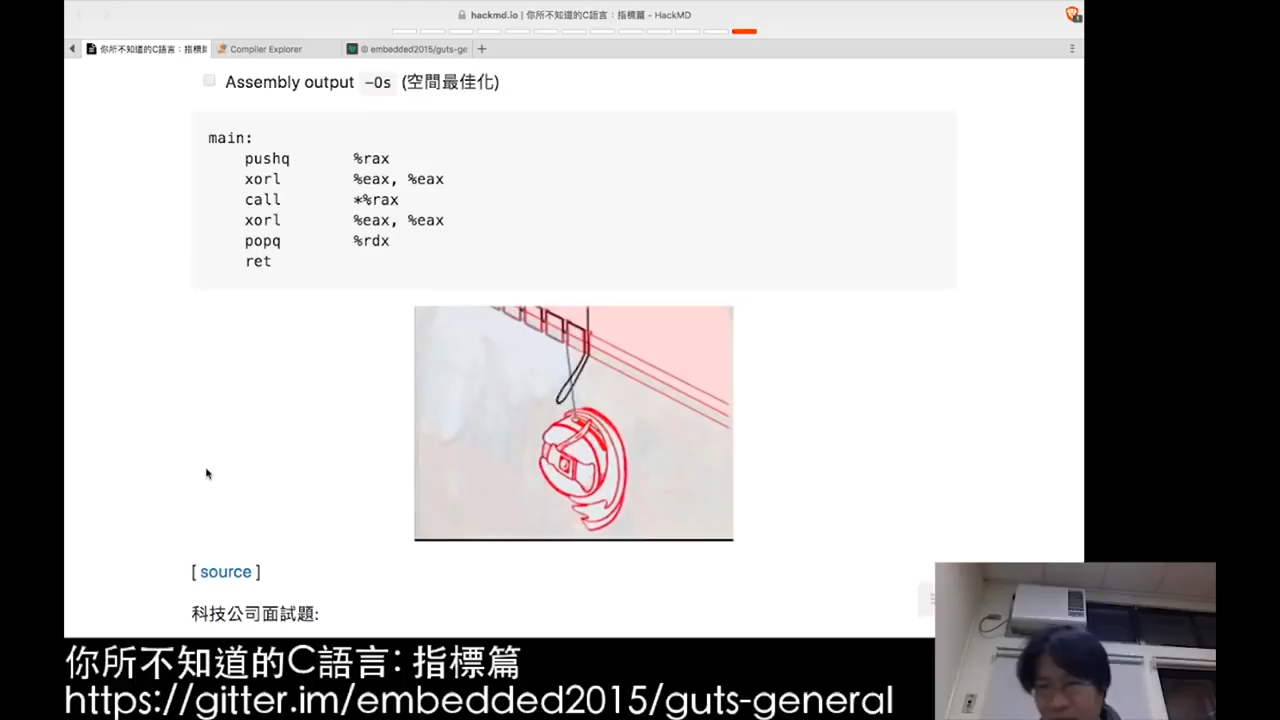 hackmd.io | 你所不知道的C語言：指標篇 - HackMD
你所不知道的C語言：指標篇
Compiler Explorer
embedded2015/guts-ge
Assembly output -Os (空間最佳化)
main:
pushq %rax
xorl %eax, %eax
call *%rax
xorl %eax, %eax
popq %rdx
ret
[ source ]
科技公司面試題:
你所不知道的C語言: 指標篇
https://gitter.im/embedded2015/guts-general